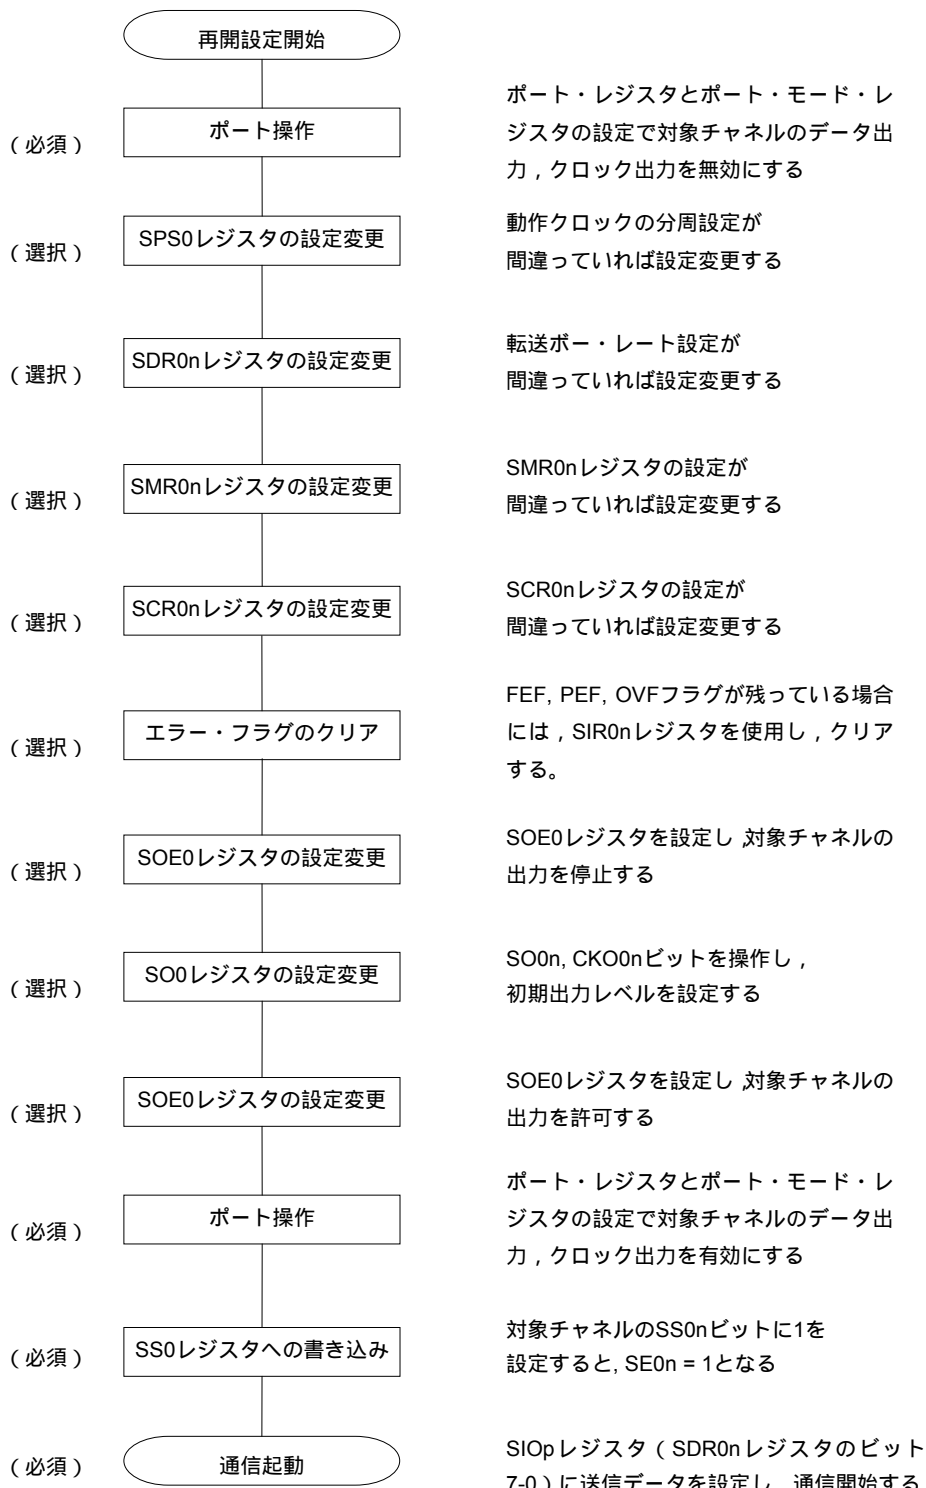 再開設定開始
（必須）
ポート操作
ポート・レジスタとポート・モード・レ
ジスタの設定で対象チャネルのデータ出
力，クロック出力を無効にする
（選択）
SPS0レジスタの設定変更
動作クロックの分周設定が
間違っていれば設定変更する
（選択）
SDR0nレジスタの設定変更
転送ボー・レート設定が
間違っていれば設定変更する
（選択）
SMR0nレジスタの設定変更
SMR0nレジスタの設定が
間違っていれば設定変更する
（選択）
SCR0nレジスタの設定変更
SCR0nレジスタの設定が
間違っていれば設定変更する
（選択）
エラー・フラグのクリア
FEF, PEF, OVFフラグが残っている場合
には，SIR0nレジスタを使用し，クリア
する。
（選択）
SOE0レジスタの設定変更
SOE0レジスタを設定し,対象チャネルの
出力を停止する
（選択）
SO0レジスタの設定変更
SO0n, CKO0nビットを操作し，
初期出力レベルを設定する
（選択）
SOE0レジスタの設定変更
SOE0レジスタを設定し,対象チャネルの
出力を許可する
（必須）
ポート操作
ポート・レジスタとポート・モード・レ
ジスタの設定で対象チャネルのデータ出
力，クロック出力を有効にする
（必須）
SS0レジスタへの書き込み
対象チャネルのSS0nビットに1を
設定すると, SE0n = 1となる
（必須）
通信起動
SIOpレジスタ（SDR0nレジスタのビット
7-0）に送信データを設定し，通信開始する